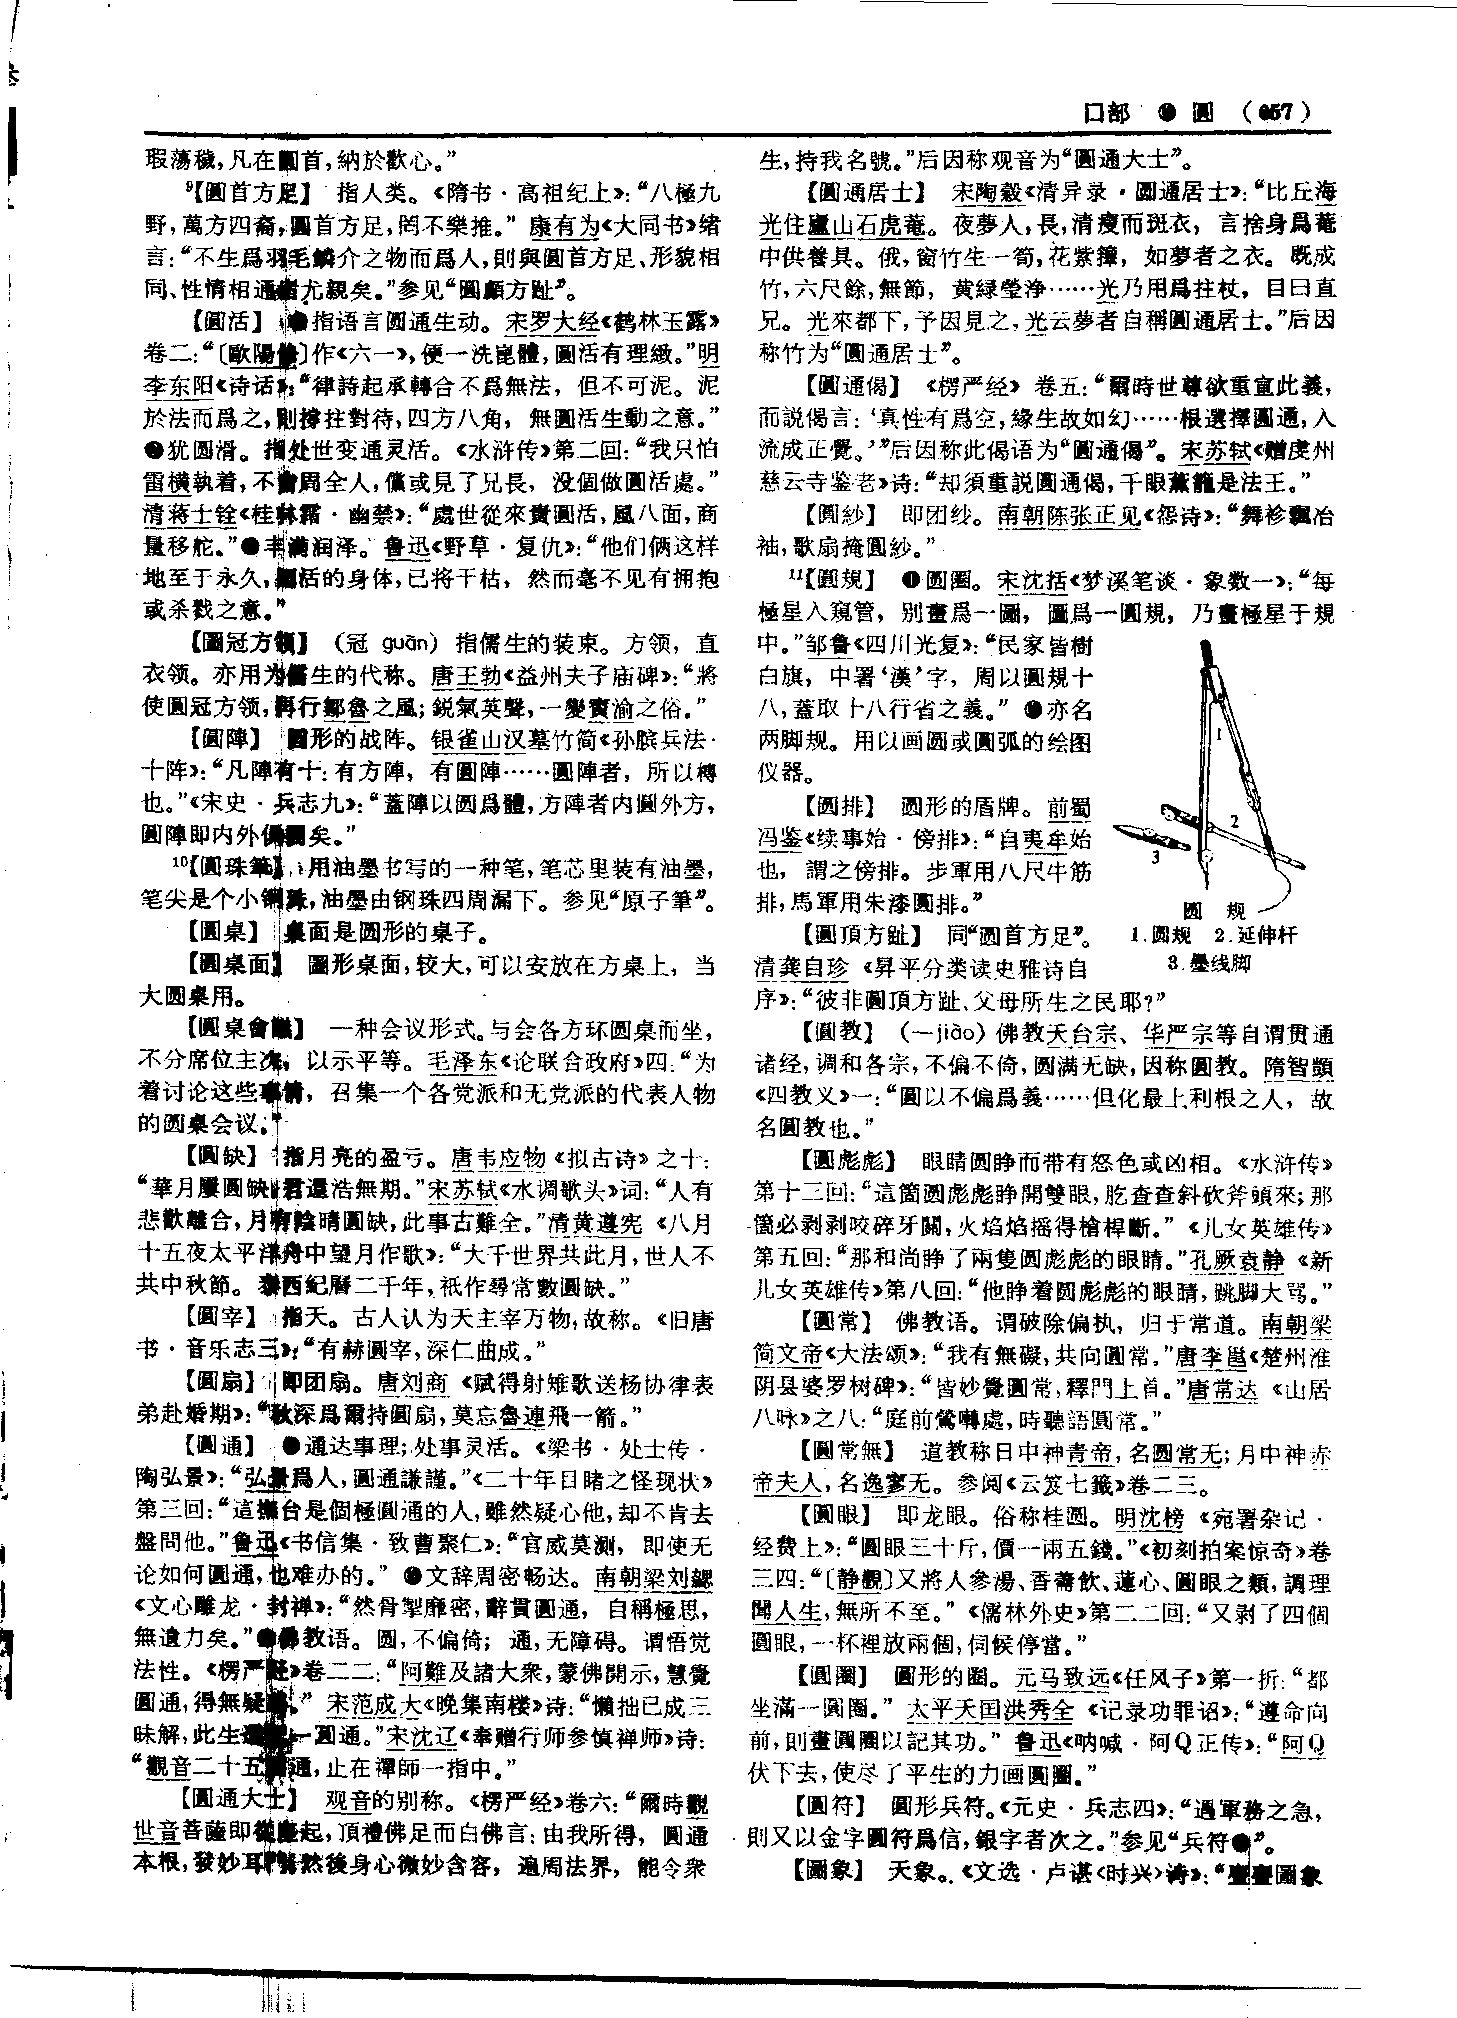 口部 圓 (657)
瑕蕩穢,凡在圓首,納於歡心。”
⁹【圓首方足】 指人类。《隋书·高祖纪上》:“八極九
野,萬方四裔,圓首方足,罔不樂推。” 康有为《大同书》绪
言:“不生爲羽毛鱗介之物而爲人,則與圓首方足、形貌相
同、性情相通者尤親矣。”参见“圓顱方趾”。
【圓活】 ●指语言圆通生动。宋罗大经《鹤林玉露》
卷二:“〔歐陽脩〕作《六一》,便一洗崑體,圓活有理緻。”明
李东阳《诗话》:“律詩起承轉合不爲無法, 但不可泥。泥
於法而爲之,則撐拄對待,四方八角, 無圓活生動之意。”
●犹圆滑。指处世变通灵活。《水浒传》第二回:“我只怕
雷横執着,不會周全人,儻或見了兄長, 没個做圓活處。”
清蒋士铨《桂林霜·幽禁》:“處世從來貴圓活,風八面,商
量移舵。”●丰满润泽。鲁迅《野草·复仇》:“他们俩这样
地至于永久,圆活的身体,已将干枯, 然而毫不见有拥抱
或杀戮之意。”
【圓冠方領】 (冠 guān) 指儒生的装束。方领, 直
衣领。亦用为儒生的代称。唐王勃《益州夫子庙碑》:“將
使圓冠方领,再行鄒魯之風;鋭氣英聲,一變賨渝之俗。”
【圓陣】 圆形的战阵。银雀山汉墓竹简《孙膑兵法·
十阵》:“凡陣有十:有方陣, 有圓陣……圓陣者, 所以槫
也。”《宋史·兵志九》:“蓋陣以圓爲體,方陣者内圓外方,
圓陣即内外俱圓矣。”
¹⁰【圓珠筆】 用油墨书写的一种笔,笔芯里装有油墨,
笔尖是个小钢珠,油墨由钢珠四周漏下。参见“原子筆”。
【圓桌】 桌面是圆形的桌子。
【圓桌面】 圓形桌面,较大,可以安放在方桌上, 当
大圆桌用。
【圓桌會議】 一种会议形式。与会各方环圆桌而坐,
不分席位主次, 以示平等。毛泽东《论联合政府》四:“为
着讨论这些事情, 召集一个各党派和无党派的代表人物
的圆桌会议。”
【圓缺】 指月亮的盈亏。唐韦应物《拟古诗》之十:
“華月屢圓缺,君還浩無期。”宋苏轼《水调歌头》词:“人有
悲歡離合,月有陰晴圓缺,此事古難全。”清黄遵宪《八月
十五夜太平洋舟中望月作歌》:“大千世界共此月,世人不
共中秋節。泰西紀曆二千年,祇作尋常數圓缺。”
【圓宰】 指天。古人认为天主宰万物,故称。《旧唐
书·音乐志三》:“有赫圓宰,深仁曲成。”
【圓扇】 即团扇。唐刘商《赋得射雉歌送杨协律表
弟赴婚期》:“秋深爲爾持圓扇,莫忘魯連飛一箭。”
【圓通】 ●通达事理;处事灵活。《梁书·处士传·
陶弘景》:“弘景爲人,圓通謙謹。”《二十年目睹之怪现状》
第三回:“這撫台是個極圓通的人,雖然疑心他,却不肯去
盤問他。”鲁迅《书信集·致曹聚仁》:“官威莫测, 即使无
论如何圆通,也难办的。” ●文辞周密畅达。南朝梁刘勰
《文心雕龙·封禅》:“然骨掣靡密,辭貫圓通, 自稱極思,
無遺力矣。”●佛教语。圆,不偏倚; 通,无障碍。谓悟觉
法性。《楞严经》卷二二:“阿難及諸大衆,蒙佛開示,慧覺
圓通,得無疑惑。” 宋范成大《晚集南楼》诗:“懶拙已成三
昧解,此生還證一圓通。”宋沈辽《奉赠行师参慎禅师》诗:
“觀音二十五圓通,止在禪師一指中。”
【圓通大士】 观音的别称。《楞严经》卷六:“爾時觀
世音菩薩即從座起,頂禮佛足而白佛言:由我所得, 圓通
本根,發妙耳門,然後身心微妙含容, 遍周法界, 能令衆
生,持我名號。”后因称观音为“圓通大士”。
【圓通居士】 宋陶穀《清异录·圆通居士》:“比丘海
光住廬山石虎菴。夜夢人,長,清瘦而斑衣, 言捨身爲菴
中供養具。俄,窗竹生一筍,花紫籜, 如夢者之衣。既成
竹,六尺餘,無節, 黄緑瑩浄……光乃用爲拄杖, 目曰直
兄。光來都下,予因見之,光云夢者自稱圓通居士。”后因
称竹为“圓通居士”。
【圓通偈】 《楞严经》卷五:“爾時世尊欲重宣此義,
而説偈言:‘真性有爲空,緣生故如幻……根選擇圓通,入
流成正覺。’”后因称此偈语为“圓通偈”。宋苏轼《赠虔州
慈云寺鉴老》诗:“却須重説圓通偈,千眼薰籠是法王。”
【圓紗】 即团纱。南朝陈张正见《怨诗》:“舞衫飄冶
袖,歌扇掩圓紗。”
¹¹【圓規】 ●圆圈。宋沈括《梦溪笔谈·象数一》:“每
極星入窺管, 别畫爲一圖, 圖爲一圓規, 乃畫極星于規
中。”邹鲁《四川光复》:“民家皆樹
白旗, 中署‘漢’字, 周以圓規十
八,蓋取十八行省之義。” ●亦名
两脚规。用以画圆或圆弧的绘图
仪器。
【圓排】 圆形的盾牌。前蜀
冯鉴《续事始·傍排》:“自夷牟始
也, 謂之傍排。步軍用八尺牛筋
排,馬軍用朱漆圓排。”
【圓頂方趾】 同“圓首方足”。
清龚自珍《昇平分类读史雅诗自
序》:“彼非圓頂方趾、父母所生之民耶?”
1
2
3
圆 规
1.圆规 2.延伸杆
3.墨线脚
【圓教】 (—jiào) 佛教天台宗、华严宗等自谓贯通
诸经,调和各宗,不偏不倚,圆满无缺,因称圆教。隋智顗
《四教义》一:“圓以不偏爲義……但化最上利根之人, 故
名圓教也。”
【圓彪彪】 眼睛圆睁而带有怒色或凶相。《水浒传》
第十三回:“這箇圓彪彪睁開雙眼,肐查查斜砍斧頭來;那
箇必剥剥咬碎牙關,火焰焰摇得槍桿斷。” 《儿女英雄传》
第五回:“那和尚睁了兩隻圓彪彪的眼睛。”孔厥袁静《新
儿女英雄传》第八回:“他睁着圆彪彪的眼睛,跳脚大骂。”
【圓常】 佛教语。谓破除偏执, 归于常道。南朝梁
简文帝《大法颂》:“我有無礙,共向圓常。”唐李邕《楚州淮
阴县婆罗树碑》:“皆妙覺圓常,釋門上首。”唐常达《山居
八咏》之八:“庭前鶯囀處,時聽語圓常。”
【圓常無】 道教称日中神青帝,名圆常无;月中神赤
帝夫人,名逸寥无。参阅《云笈七籤》卷二三。
【圓眼】 即龙眼。俗称桂圆。明沈榜《宛署杂记·
经费上》:“圓眼三十斤,價一兩五錢。”《初刻拍案惊奇》卷
三四:“〔静觀〕又將人參湯、香薷飲、蓮心、圓眼之類,調理
聞人生,無所不至。” 《儒林外史》第二二回:“又剥了四個
圓眼,一杯裡放兩個,伺候停當。”
【圓圈】 圆形的圈。元马致远《任风子》第一折:“都
坐滿一圓圈。” 太平天囯洪秀全《记录功罪诏》:“遵命向
前,則畫圓圈以記其功。” 鲁迅《呐喊·阿Q正传》:“阿Q
伏下去,使尽了平生的力画圆圈。”
【圓符】 圆形兵符。《元史·兵志四》:“遇軍務之急,
則又以金字圓符爲信,銀字者次之。”参见“兵符●”。
【圓象】 天象。《文选·卢谌〈时兴〉诗》:“亹亹圓象